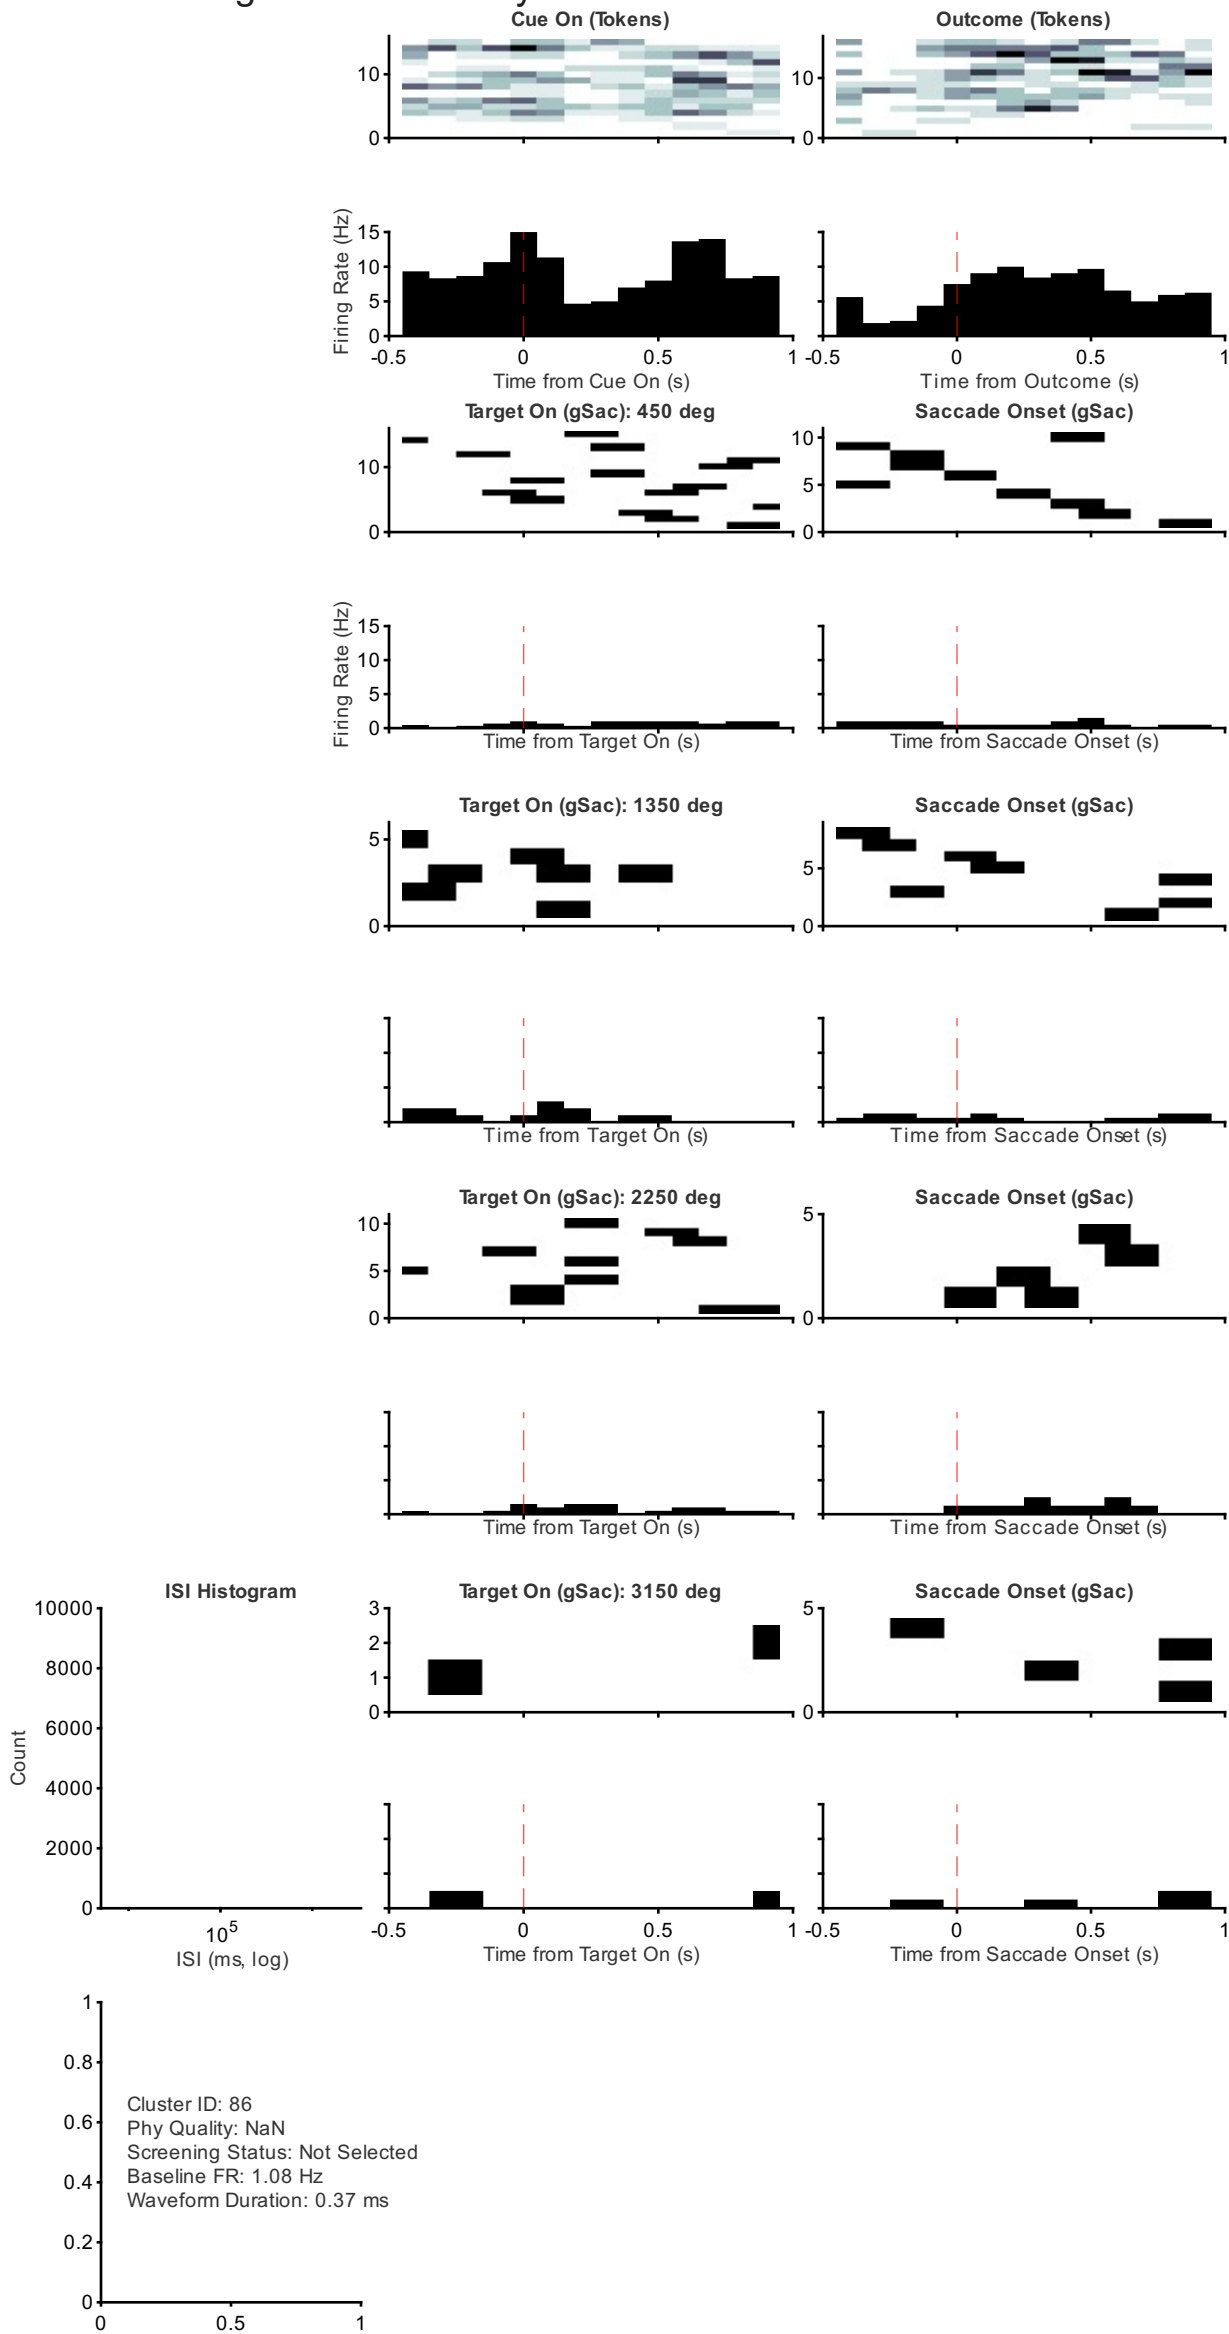 Cue On (Tokens)
Outcome (Tokens)
10
0
10
0
Firing Rate (Hz)
15
10
5
0
-0.5 0 0.5 1
-0.5 0 0.5 1
Time from Cue On (s)
Time from Outcome (s)
Target On (gSac): 450 deg
Saccade Onset (gSac)
10
0
10
5
0
Firing Rate (Hz)
15
10
5
0
Time from Target On (s)
Time from Saccade Onset (s)
Target On (gSac): 1350 deg
Saccade Onset (gSac)
5
0
5
0
Time from Target On (s)
Time from Saccade Onset (s)
Target On (gSac): 2250 deg
Saccade Onset (gSac)
10
5
0
5
0
Time from Target On (s)
Time from Saccade Onset (s)
ISI Histogram
Target On (gSac): 3150 deg
Saccade Onset (gSac)
Count
10000
8000
6000
4000
2000
0
3
2
1
0
5
0
10^5
ISI (ms, log)
-0.5 0 0.5 1
-0.5 0 0.5 1
Time from Target On (s)
Time from Saccade Onset (s)
1
0.8
0.6
0.4
0.2
0
Cluster ID: 86
Phy Quality: NaN
Screening Status: Not Selected
Baseline FR: 1.08 Hz
Waveform Duration: 0.37 ms
0 0.5 1